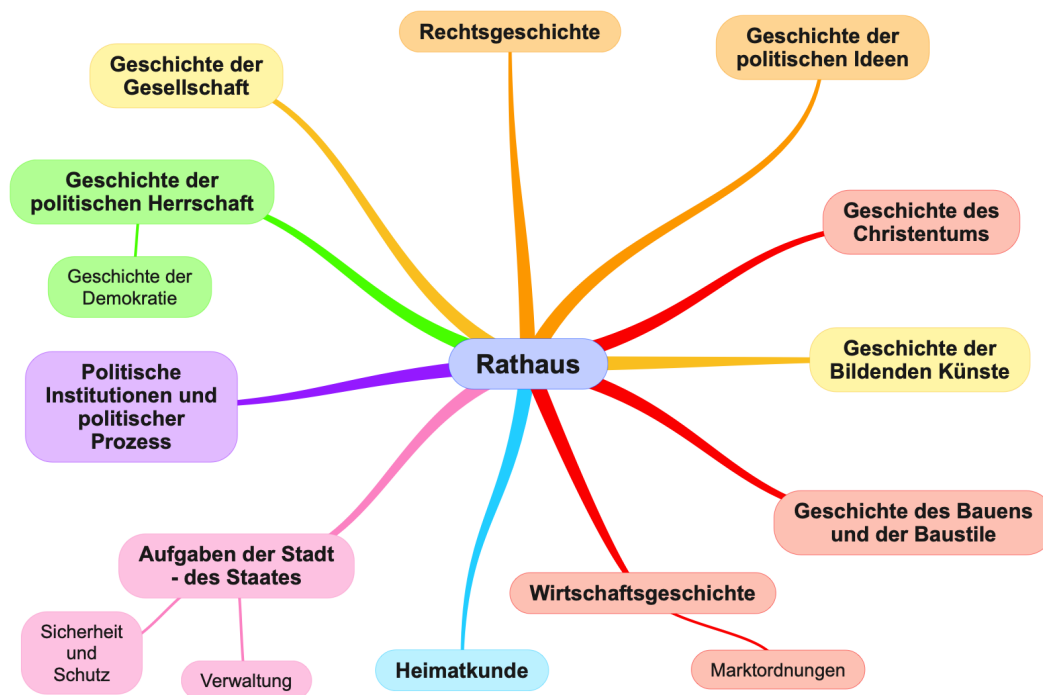 Rechtsgeschichte
Geschichte der
politischen Ideen
Geschichte der
Gesellschaft
Geschichte der
politischen Herrschaft
Geschichte der
Demokratie
Geschichte des
Christentums
Rathaus
Geschichte der
Bildenden Künste
Politische
Institutionen und
politischer
Prozess
Geschichte des Bauens
und der Baustile
Aufgaben der Stadt
- des Staates
Sicherheit
und
Schutz
Verwaltung
Heimatkunde
Wirtschaftsgeschichte
Marktordnungen